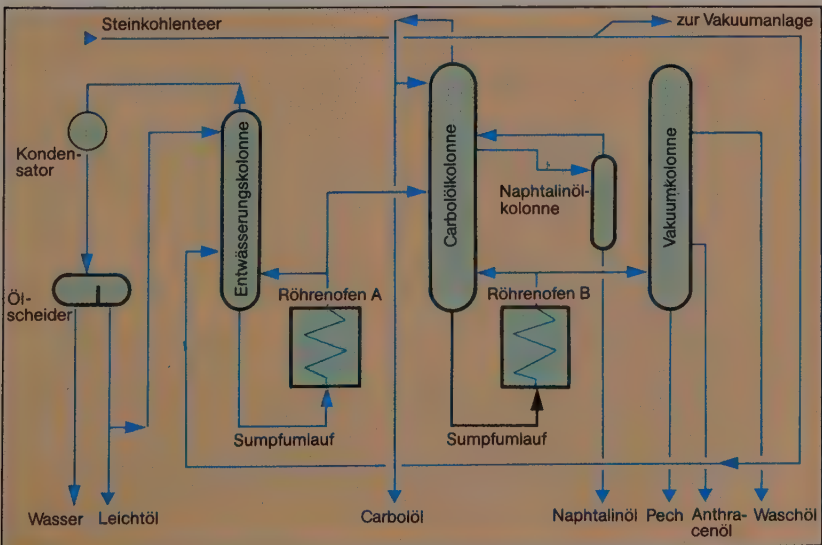 Steinkohlenteer
zur Vakuumanlage
Konden-
sator
Entwässerungskolonne
Carbolölkolonne
Naphtalinöl-
kolonne
Vakuumkolonne
Öl-
scheider
Röhrenofen A
Röhrenofen B
Sumpfumlauf
Sumpfumlauf
Wasser
Leichtöl
Carbolöl
Naphtalinöl
Pech
Anthra-
cenöl
Waschöl